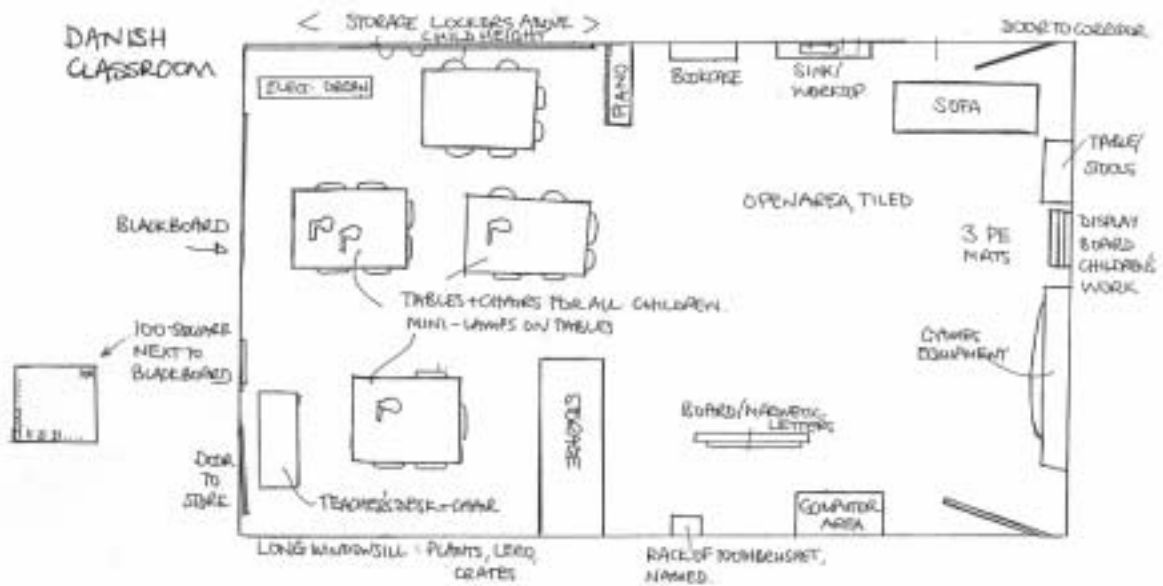 DANISH
CLASSROOM
< STORAGE LOCKERS ABOVE >
CHILD HEIGHT
DOOR TO CORRIDOR
ELECT. ORGAN
PIANO
BOOKCASE
SINK/
WORKTOP
SOFA
TABLE/
STOOLS
OPEN AREA, TILED
BLACKBOARD
3 PE
MATS
DISPLAY
BOARD
CHILDREN'S
WORK
TABLES + CHAIRS FOR ALL CHILDREN.
MINI-LAMPS ON TABLES
100-SQUARE
NEXT TO
BLACKBOARD
GAMES
EQUIPMENT
STORAGE
BOARD/MAGNETIC
LETTERS
DOOR
TO
STORE
TEACHER'S DESK + CHAIR
COMPUTER
AREA
LONG WINDOWSILL : PLANTS, LEGO,
CRATES
RACK OF
NAMED.